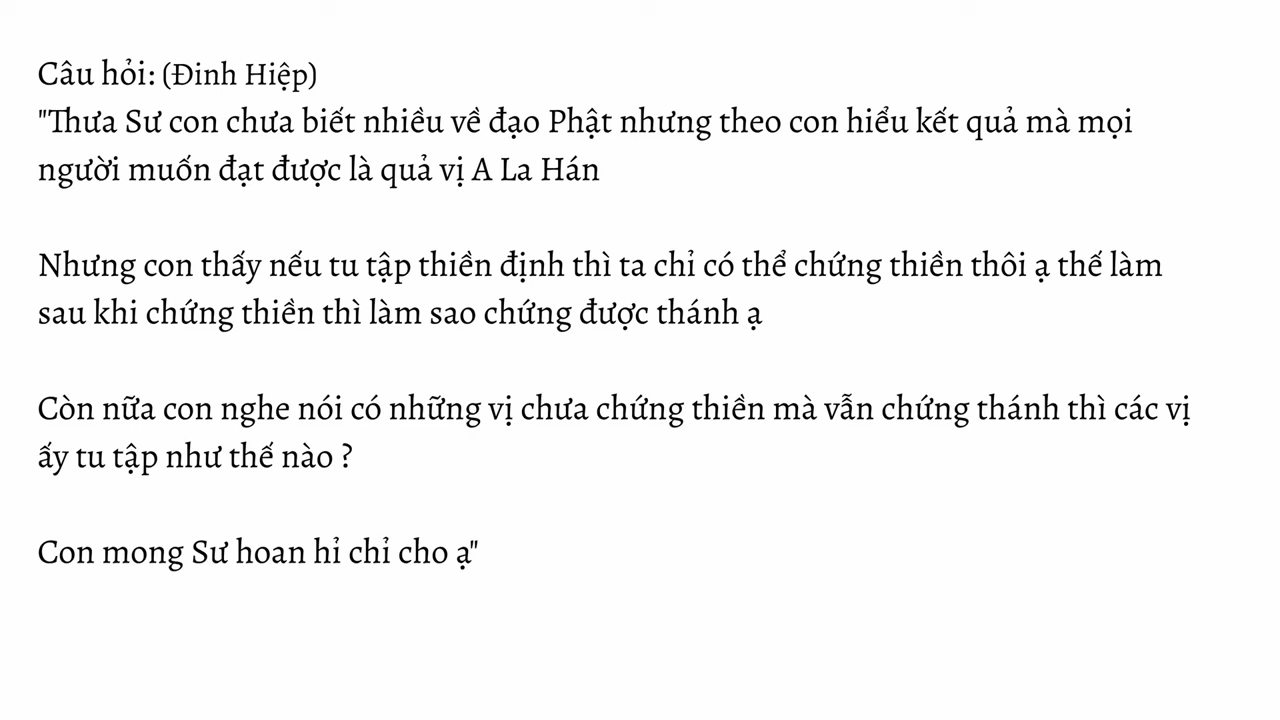 Câu hỏi: (Đinh Hiệp)
"Thưa Sư con chưa biết nhiều về đạo Phật nhưng theo con hiểu kết quả mà mọi
người muốn đạt được là quả vị A La Hán
Nhưng con thấy nếu tu tập thiền định thì ta chỉ có thể chứng thiền thôi ạ thế làm
sau khi chứng thiền thì làm sao chứng được thánh ạ
Còn nữa con nghe nói có những vị chưa chứng thiền mà vẫn chứng thánh thì các vị
ấy tu tập như thế nào ?
Con mong Sư hoan hỉ chỉ cho ạ"